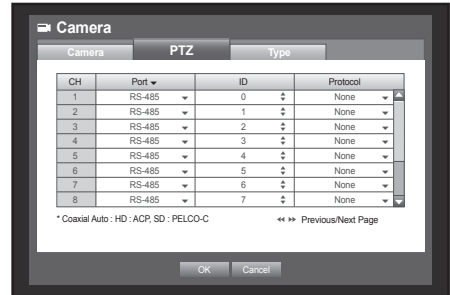 Camera
Camera PTZ Type
CH Port ID Protocol
1 RS-485 0 None
2 RS-485 1 None
3 RS-485 2 None
4 RS-485 3 None
5 RS-485 4 None
6 RS-485 5 None
7 RS-485 6 None
8 RS-485 7 None
* Coaxial Auto : HD : ACP, SD : PELCO-C Previous/Next Page
OK Cancel